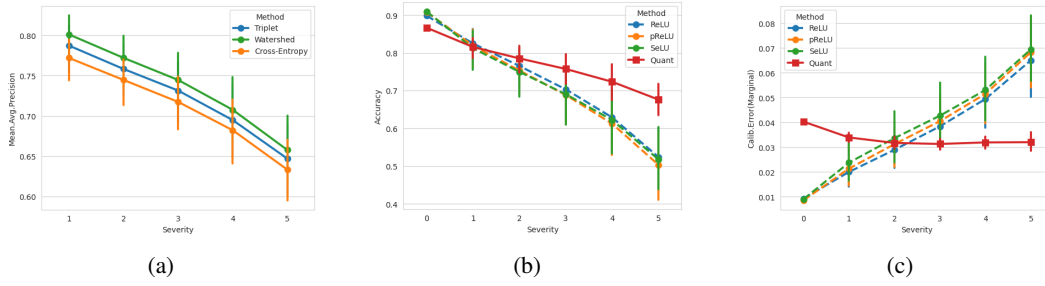 Method
Triplet
Watershed
Cross-Entropy
0.80
0.75
0.70
0.65
0.60
Mean.Avg.Precision
1 2 3 4 5
Severity
(a)
Method
ReLU
pReLU
SeLU
Quant
0.9
0.8
0.7
0.6
0.5
0.4
Accuracy
0 1 2 3 4 5
Severity
(b)
Method
ReLU
pReLU
SeLU
Quant
0.08
0.07
0.06
0.05
0.04
0.03
0.02
0.01
Calib.Error(Marginal)
0 1 2 3 4 5
Severity
(c)